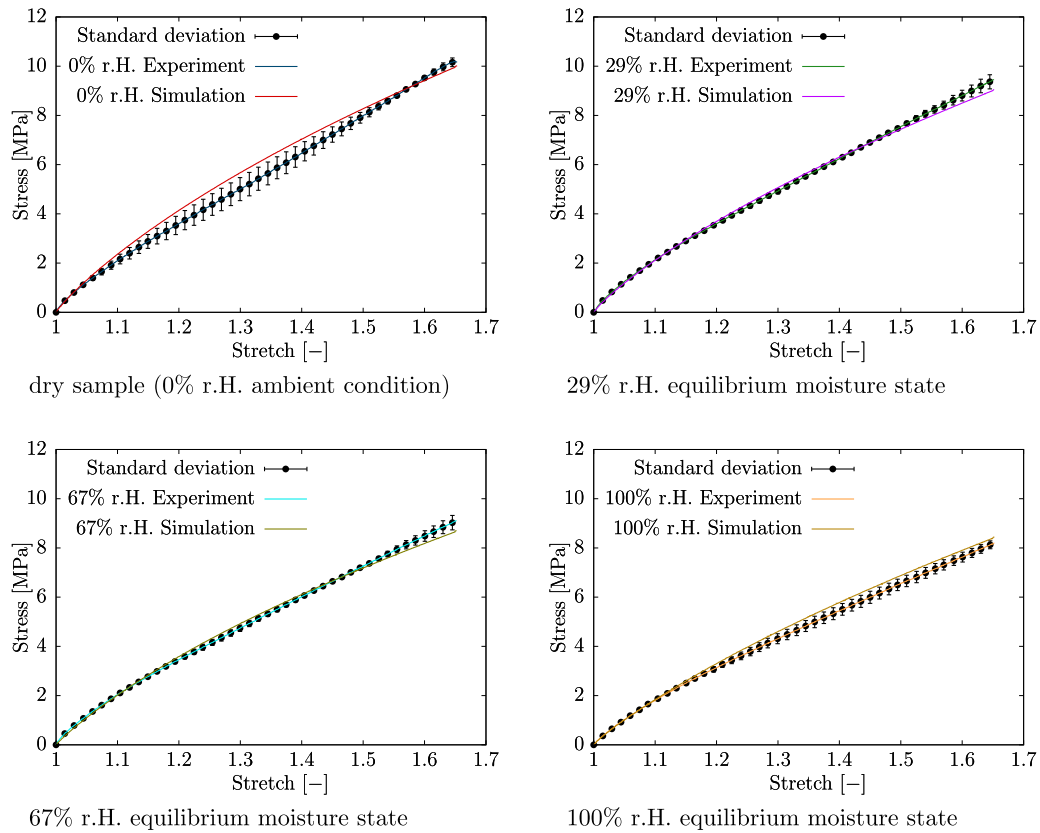 12
10
8
6
4
2
0
Stress [MPa]
Standard deviation
0% r.H. Experiment
0% r.H. Simulation
1 1.1 1.2 1.3 1.4 1.5 1.6 1.7
Stretch [−]
dry sample (0% r.H. ambient condition)
12
10
8
6
4
2
0
Stress [MPa]
Standard deviation
29% r.H. Experiment
29% r.H. Simulation
1 1.1 1.2 1.3 1.4 1.5 1.6 1.7
Stretch [−]
29% r.H. equilibrium moisture state
12
10
8
6
4
2
0
Stress [MPa]
Standard deviation
67% r.H. Experiment
67% r.H. Simulation
1 1.1 1.2 1.3 1.4 1.5 1.6 1.7
Stretch [−]
67% r.H. equilibrium moisture state
12
10
8
6
4
2
0
Stress [MPa]
Standard deviation
100% r.H. Experiment
100% r.H. Simulation
1 1.1 1.2 1.3 1.4 1.5 1.6 1.7
Stretch [−]
100% r.H. equilibrium moisture state